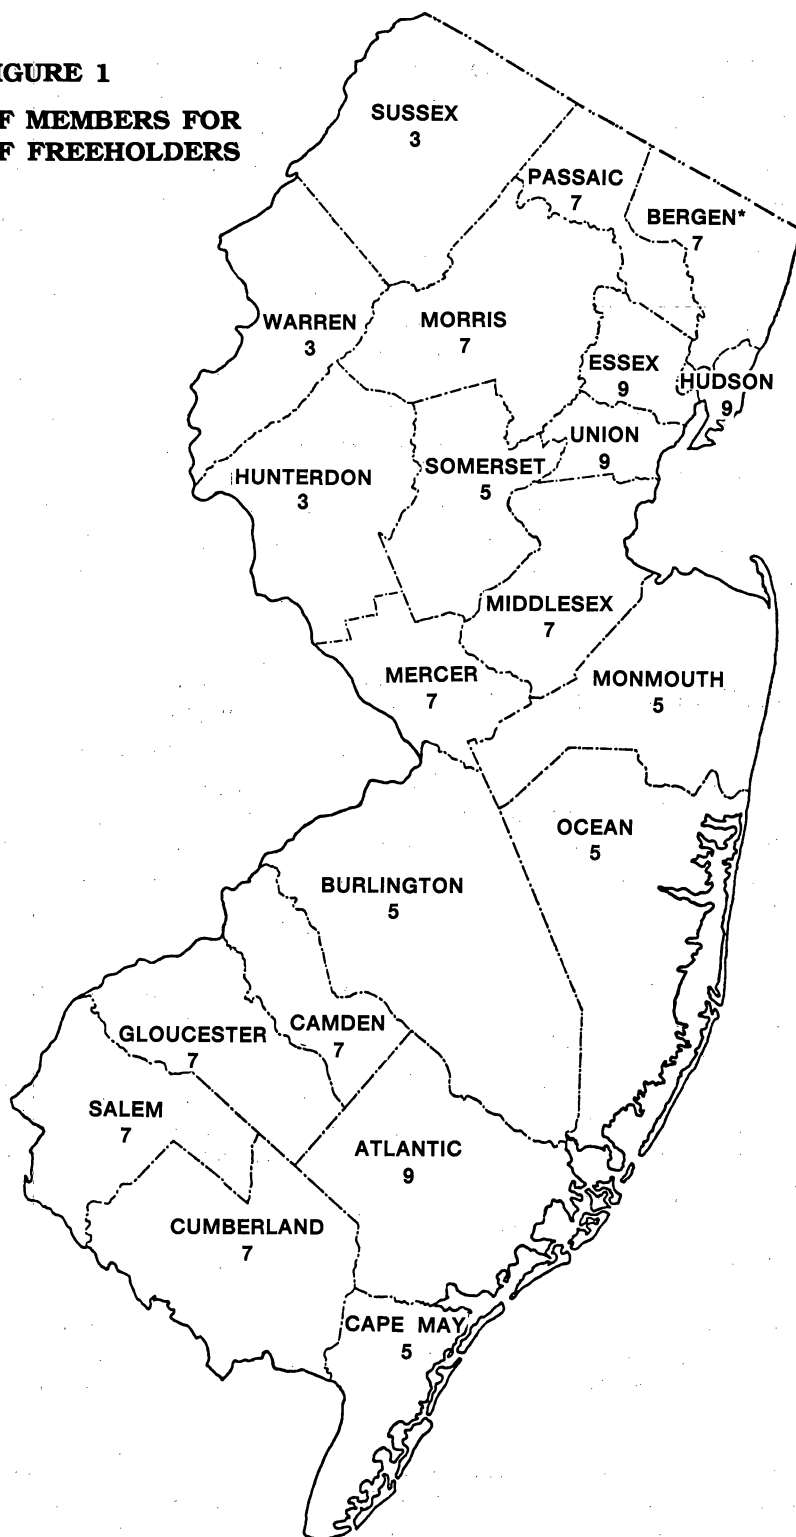 IGURE 1
F MEMBERS FOR
F FREEHOLDERS
SUSSEX
3
PASSAIC
7
BERGEN*
7
WARREN
3
MORRIS
7
ESSEX
9
HUDSON
9
UNION
9
HUNTERDON
3
SOMERSET
5
MIDDLESEX
7
MERCER
7
MONMOUTH
5
OCEAN
5
BURLINGTON
5
GLOUCESTER
7
CAMDEN
7
SALEM
7
ATLANTIC
9
CUMBERLAND
7
CAPE MAY
5